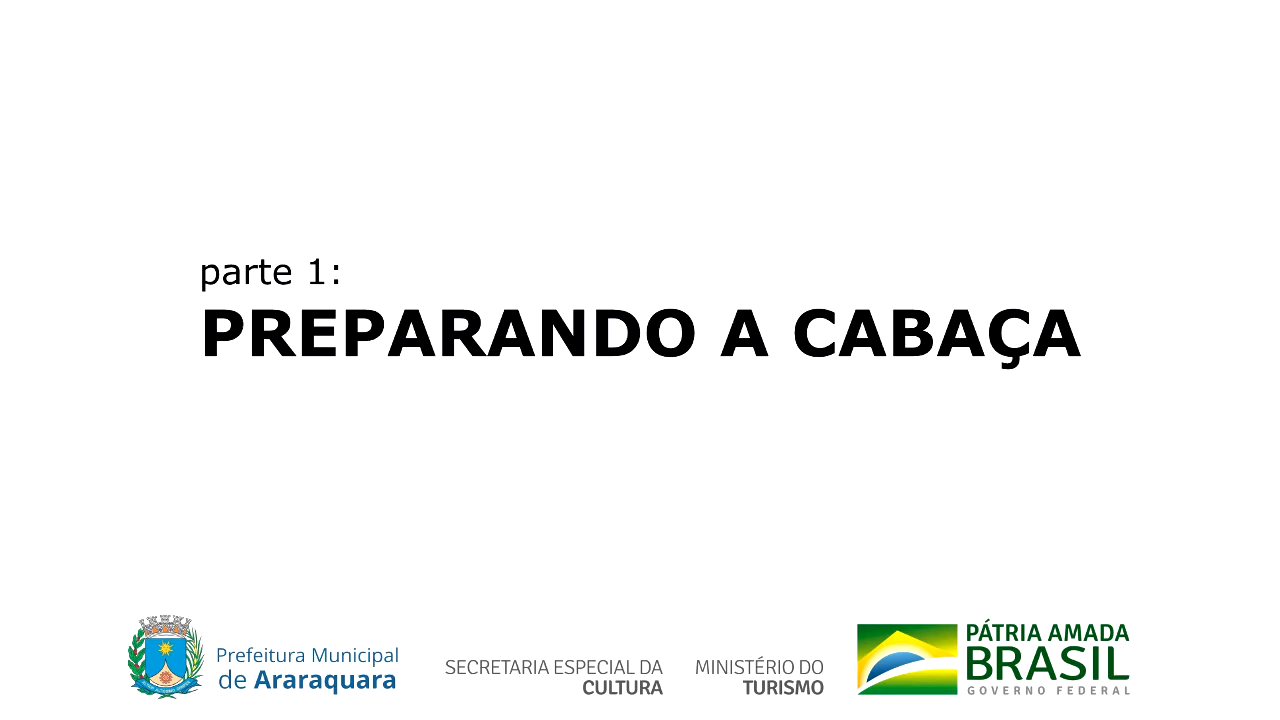 parte 1:
PREPARANDO A CABAÇA
Prefeitura Municipal
de Araraquara
SECRETARIA ESPECIAL DA
CULTURA
MINISTÉRIO DO
TURISMO
PÁTRIA AMADA
BRASIL
GOVERNO FEDERAL